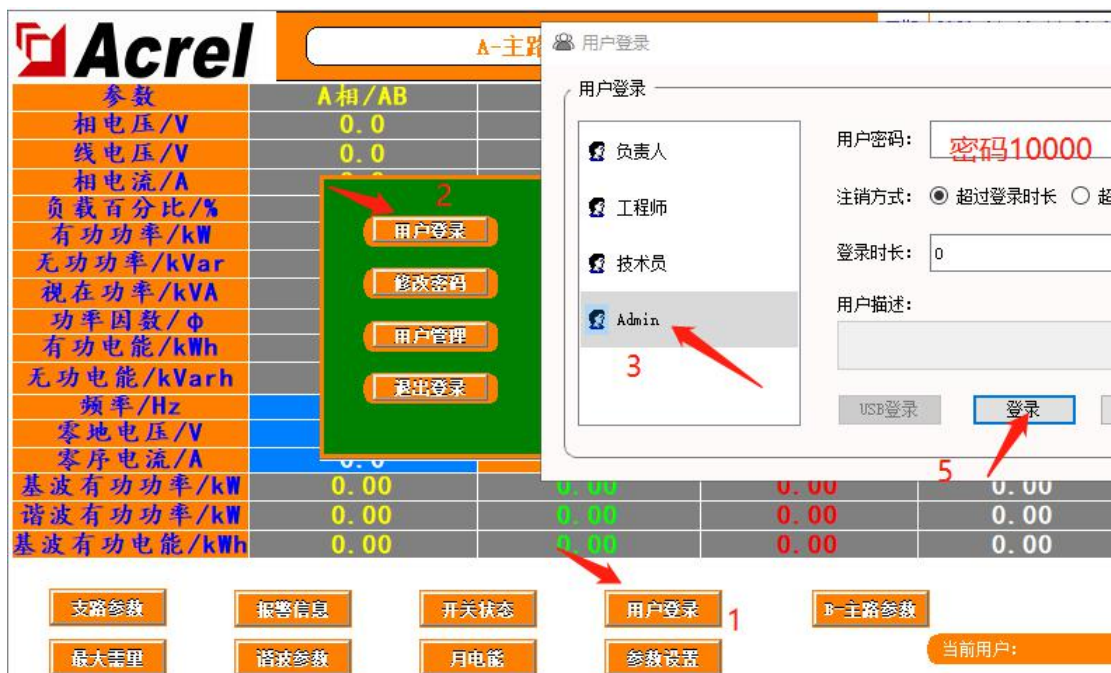 Acrel
A-主路
用户登录
参数 A相/AB
相电压/V 0.0
线电压/V 0.0
相电流/A
负载百分比/%
有功功率/kW
无功功率/kVar
视在功率/kVA
功率因数/φ
有功电能/kWh
无功电能/kVarh
频率/Hz
零地电压/V
零序电流/A 0.0
基波有功功率/kW 0.00 0.00 0.00 0.00
谐波有功功率/kW 0.00 0.00 0.00 0.00
基波有功电能/kWh 0.00 0.00 0.00 0.00
2
用户登录
修改密码
用户管理
退出登录
用户登录
负责人
工程师
技术员
Admin
3
用户密码: 密码10000
注销方式: 超过登录时长 超
登录时长: 0
用户描述:
USB登录 登录
5
支路参数 报警信息 开关状态 用户登录 1 B-主路参数
最大需量 谐波参数 月电能 参数设置
当前用户: